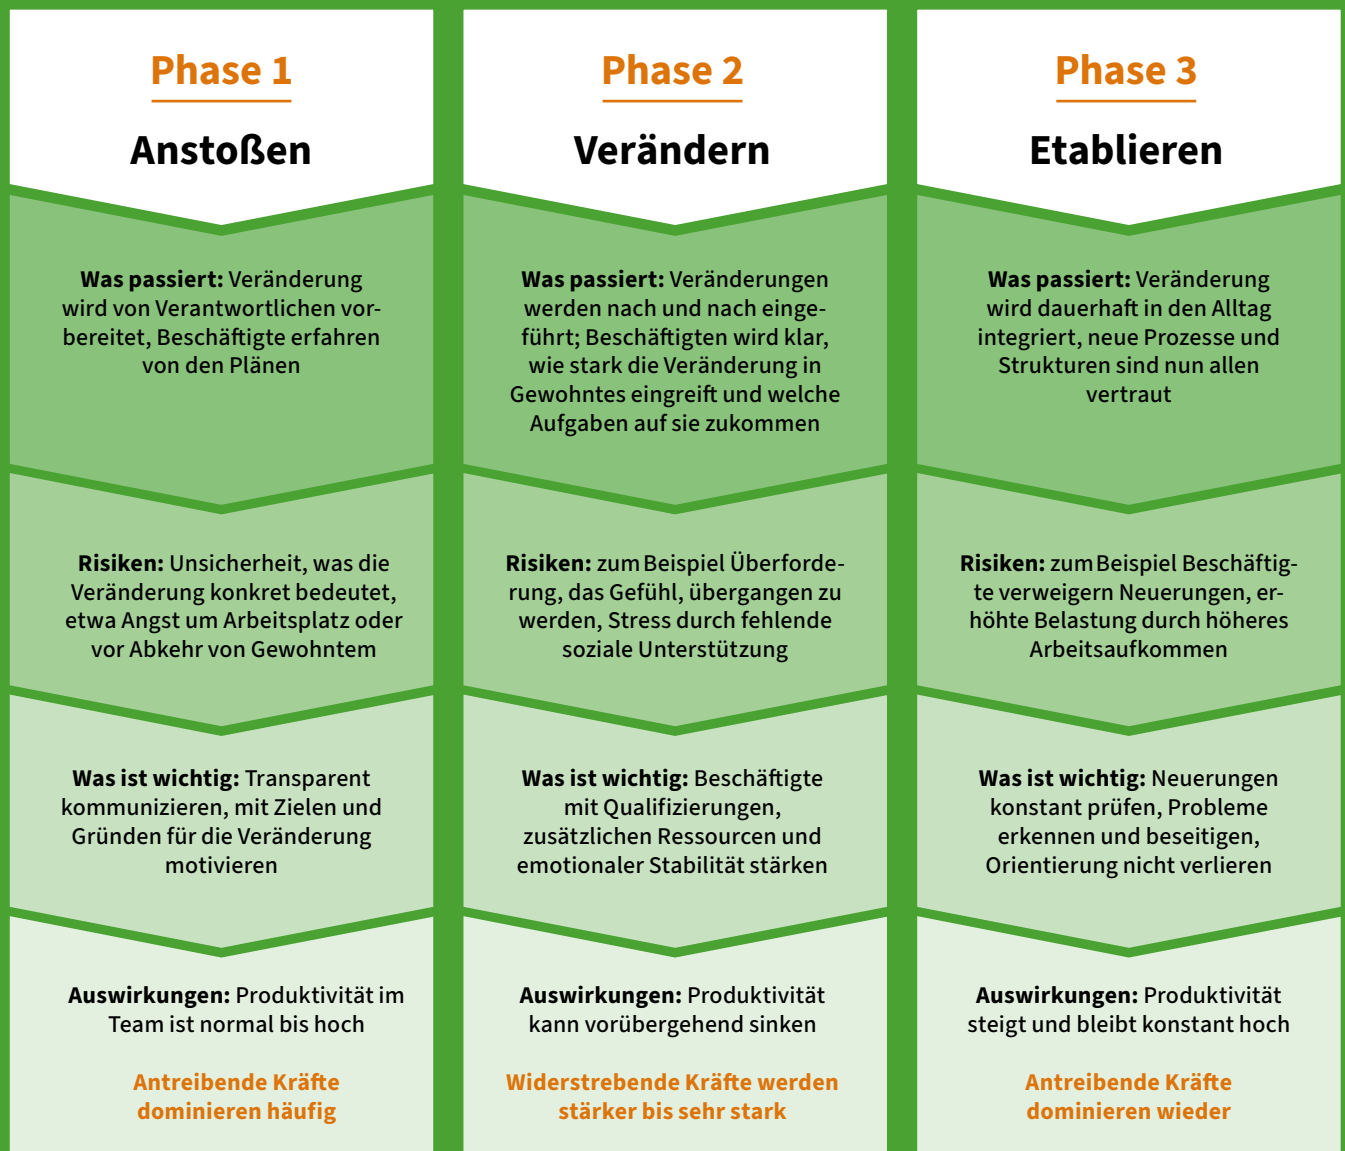 Phase 1
Anstoßen
Was passiert: Veränderung
wird von Verantwortlichen vor-
bereitet, Beschäftigte erfahren
von den Plänen
Risiken: Unsicherheit, was die
Veränderung konkret bedeutet,
etwa Angst um Arbeitsplatz oder
vor Abkehr von Gewohntem
Was ist wichtig: Transparent
kommunizieren, mit Zielen und
Gründen für die Veränderung
motivieren
Auswirkungen: Produktivität im
Team ist normal bis hoch
Antreibende Kräfte
dominieren häufig
Phase 2
Verändern
Was passiert: Veränderungen
werden nach und nach einge-
führt; Beschäftigten wird klar,
wie stark die Veränderung in
Gewohntes eingreift und welche
Aufgaben auf sie zukommen
Risiken: zum Beispiel Überforde-
rung, das Gefühl, übergangen zu
werden, Stress durch fehlende
soziale Unterstützung
Was ist wichtig: Beschäftigte
mit Qualifizierungen,
zusätzlichen Ressourcen und
emotionaler Stabilität stärken
Auswirkungen: Produktivität
kann vorübergehend sinken
Widerstrebende Kräfte werden
stärker bis sehr stark
Phase 3
Etablieren
Was passiert: Veränderung
wird dauerhaft in den Alltag
integriert, neue Prozesse und
Strukturen sind nun allen
vertraut
Risiken: zum Beispiel Beschäftig-
te verweigern Neuerungen, er-
höhte Belastung durch höheres
Arbeitsaufkommen
Was ist wichtig: Neuerungen
konstant prüfen, Probleme
erkennen und beseitigen,
Orientierung nicht verlieren
Auswirkungen: Produktivität
steigt und bleibt konstant hoch
Antreibende Kräfte
dominieren wieder